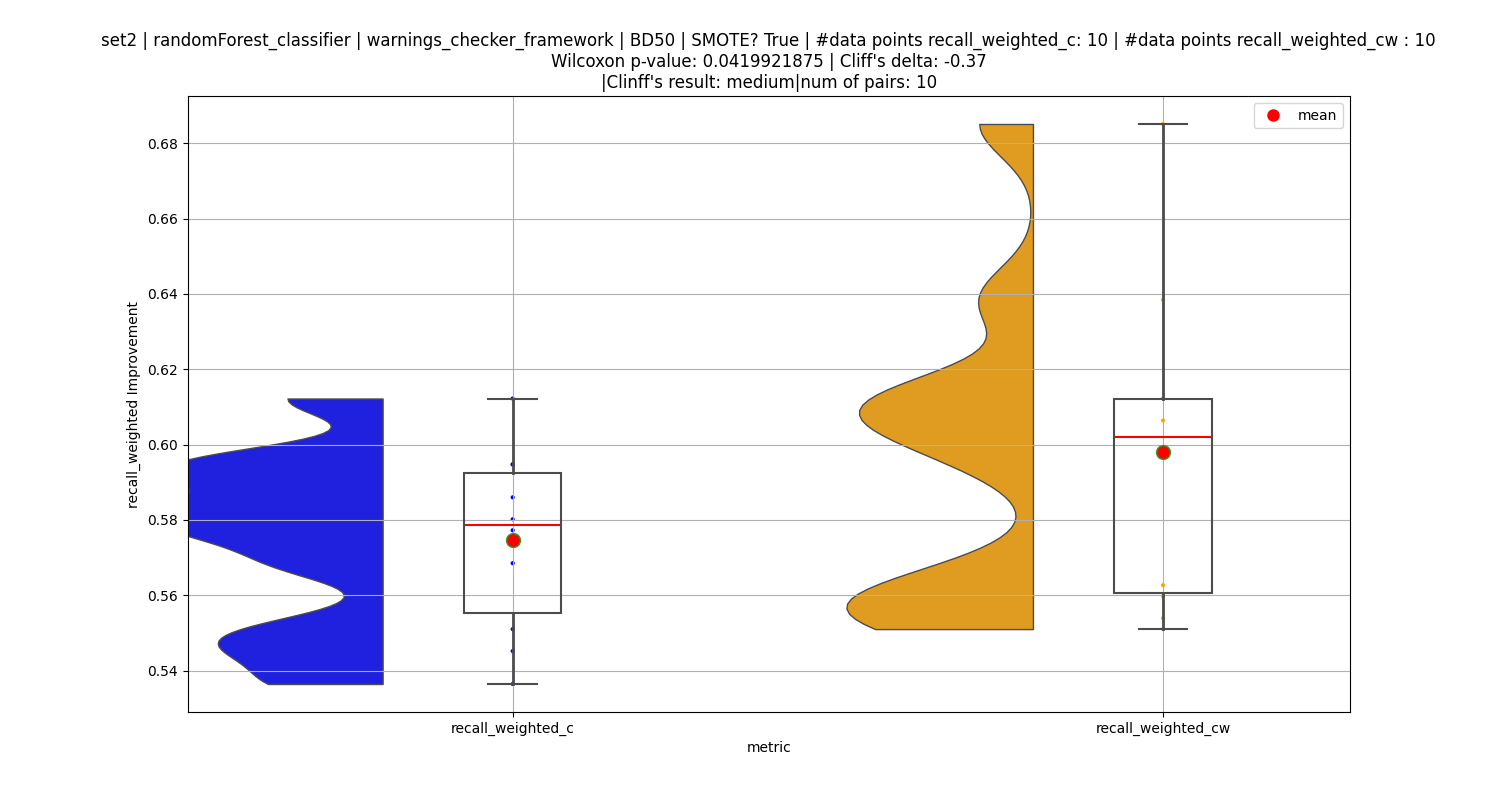 set2 | randomForest_classifier | warnings_checker_framework | BD50 | SMOTE? True | #data points recall_weighted_c: 10 | #data points recall_weighted_cw : 10
Wilcoxon p-value: 0.0419921875 | Cliff's delta: -0.37
|Clinff's result: medium|num of pairs: 10
mean
0.68
0.66
0.64
0.62
0.60
0.58
0.56
0.54
recall_weighted Improvement
recall_weighted_c
recall_weighted_cw
metric